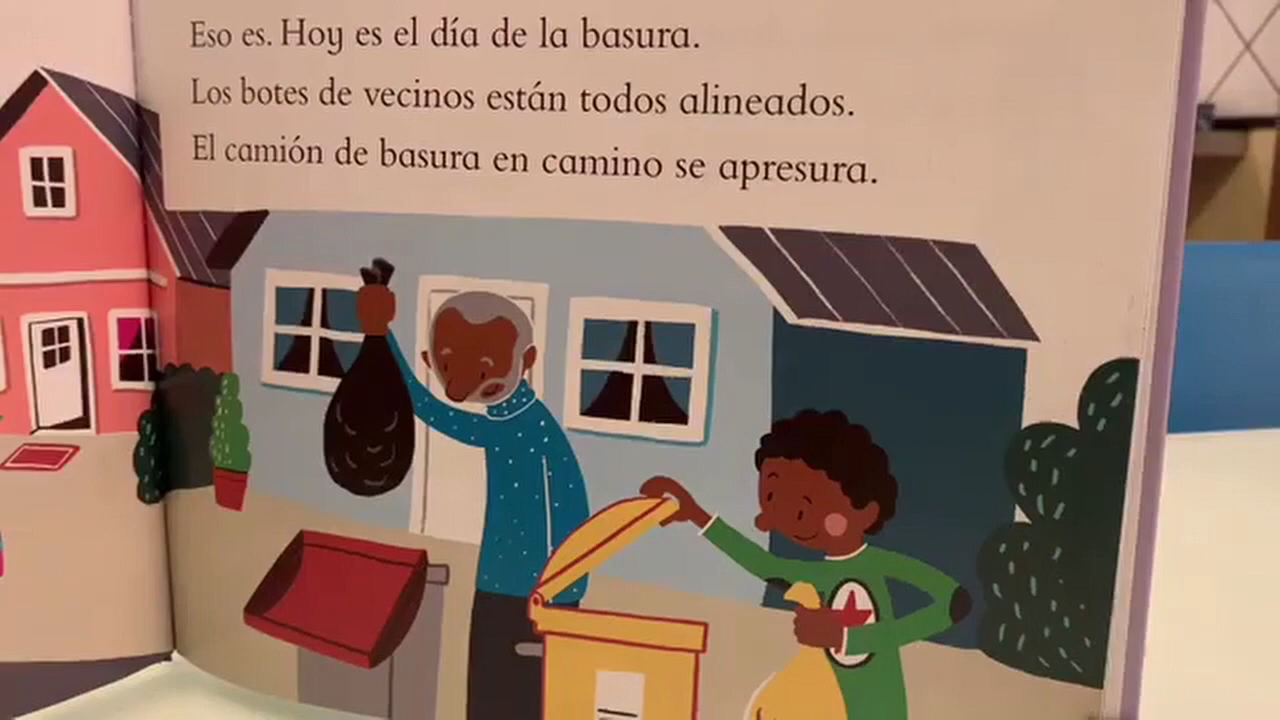 Eso es. Hoy es el día de la basura.
Los botes de vecinos están todos alineados.
El camión de basura en camino se apresura.